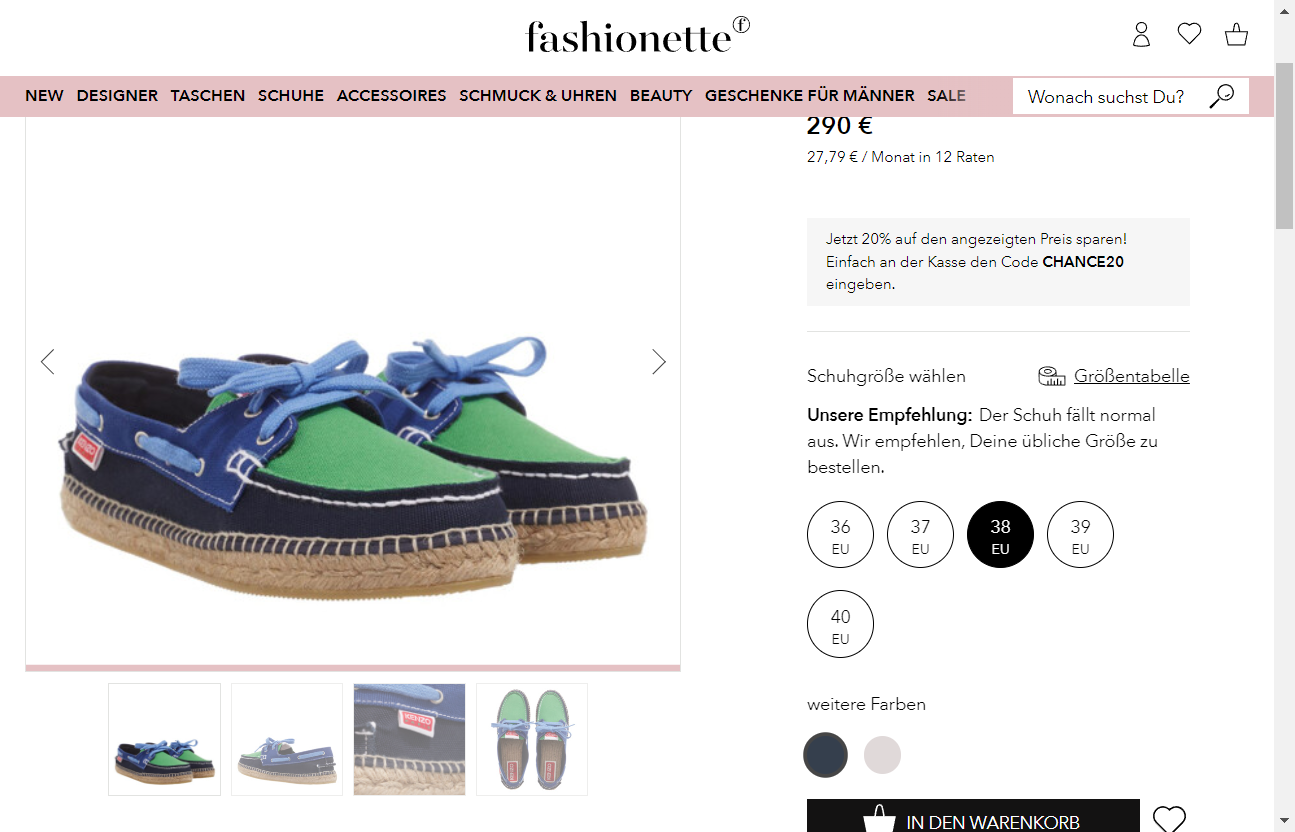 fashionette f
NEW DESIGNER TASCHEN SCHUHE ACCESSOIRES SCHMUCK & UHREN BEAUTY GESCHENKE FÜR MÄNNER SALE
Wonach suchst Du?
290 €
27,79 € / Monat in 12 Raten
Jetzt 20% auf den angezeigten Preis sparen!
Einfach an der Kasse den Code CHANCE20
eingeben.
Schuhgröße wählen
Größentabelle
Unsere Empfehlung: Der Schuh fällt normal
aus. Wir empfehlen, Deine übliche Größe zu
bestellen.
36
EU
37
EU
38
EU
39
EU
40
EU
KENZO
KENZO
weitere Farben
IN DEN WARENKORB